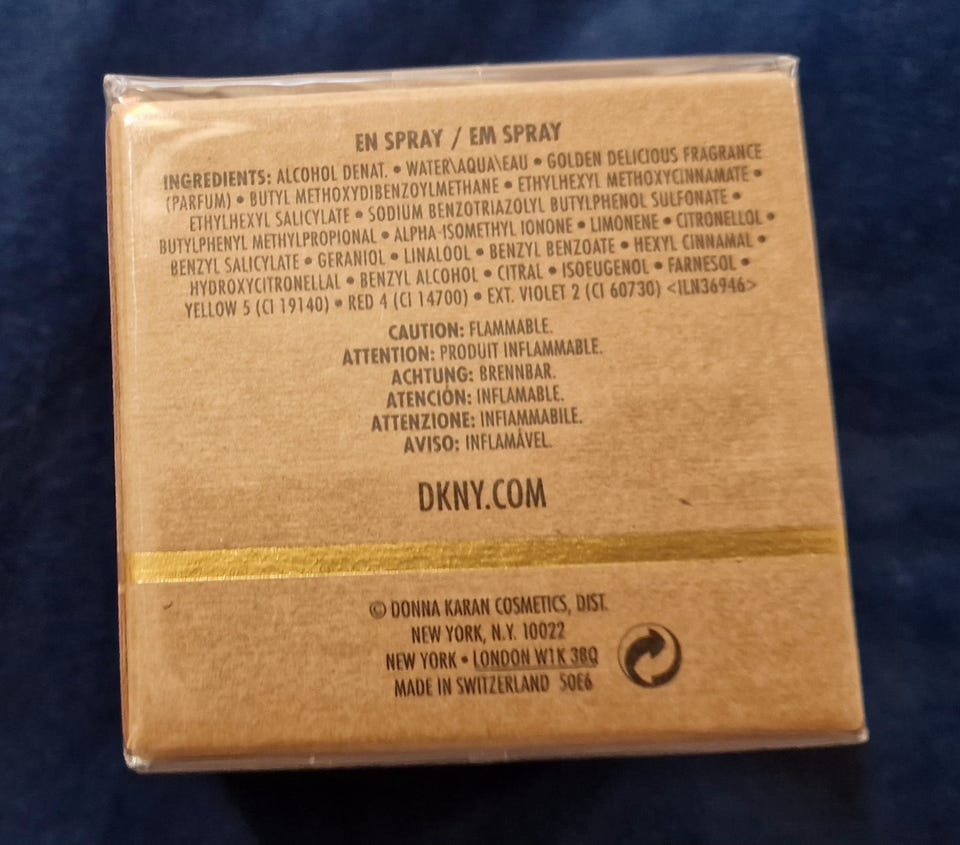 EN SPRAY / EM SPRAY
INGREDIENTS: ALCOHOL DENAT. • WATER\AQUA\EAU • GOLDEN DELICIOUS FRAGRANCE
(PARFUM) • BUTYL METHOXYDIBENZOYLMETHANE • ETHYLHEXYL METHOXYCINNAMATE •
ETHYLHEXYL SALICYLATE • SODIUM BENZOTRIAZOLYL BUTYLPHENOL SULFONATE •
BUTYLPHENYL METHYLPROPIONAL • ALPHA-ISOMETHYL IONONE • LIMONENE • CITRONELLOL •
BENZYL SALICYLATE • GERANIOL • LINALOOL • BENZYL BENZOATE • HEXYL CINNAMAL •
HYDROXYCITRONELLAL • BENZYL ALCOHOL • CITRAL • ISOEUGENOL • FARNESOL •
YELLOW 5 (CI 19140) • RED 4 (CI 14700) • EXT. VIOLET 2 (CI 60730) <ILN36946>
CAUTION: FLAMMABLE.
ATTENTION: PRODUIT INFLAMMABLE.
ACHTUNG: BRENNBAR.
ATENCIÓN: INFLAMABLE.
ATTENZIONE: INFIAMMABILE.
AVISO: INFLAMÁVEL.
DKNY.COM
© DONNA KARAN COSMETICS, DIST.
NEW YORK, N.Y. 10022
NEW YORK • LONDON W1K 3BQ
MADE IN SWITZERLAND 50E6